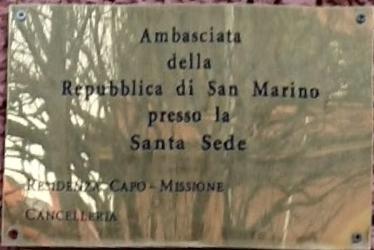 Ambasciata
della
Repubblica di San Marino
presso la
Santa Sede
Residenza Capo - Missione
Cancelleria